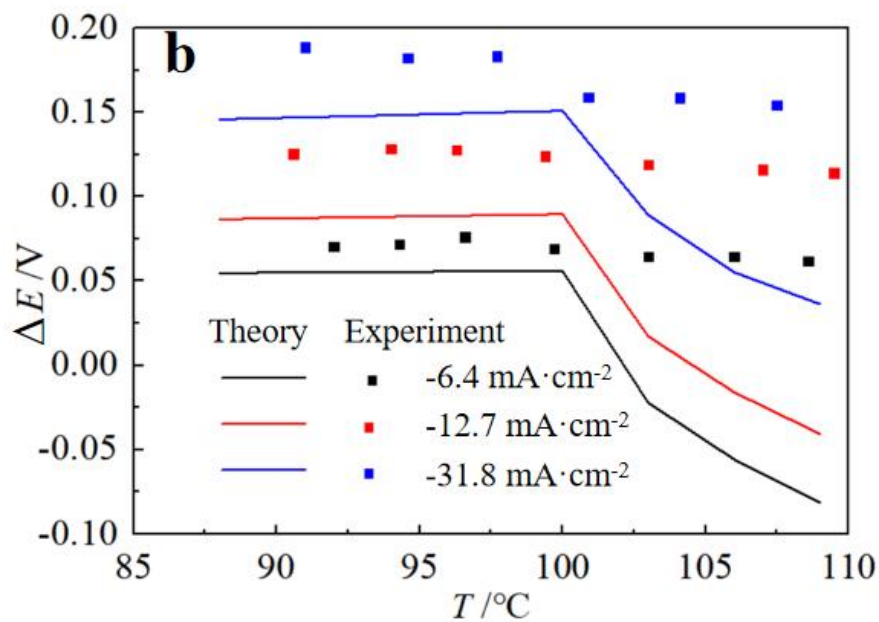 b
0.20
0.15
0.10
0.05
0.00
-0.05
-0.10
ΔE /V
Theory Experiment
-6.4 mA·cm-2
-12.7 mA·cm-2
-31.8 mA·cm-2
85 90 95 100 105 110
T /°C